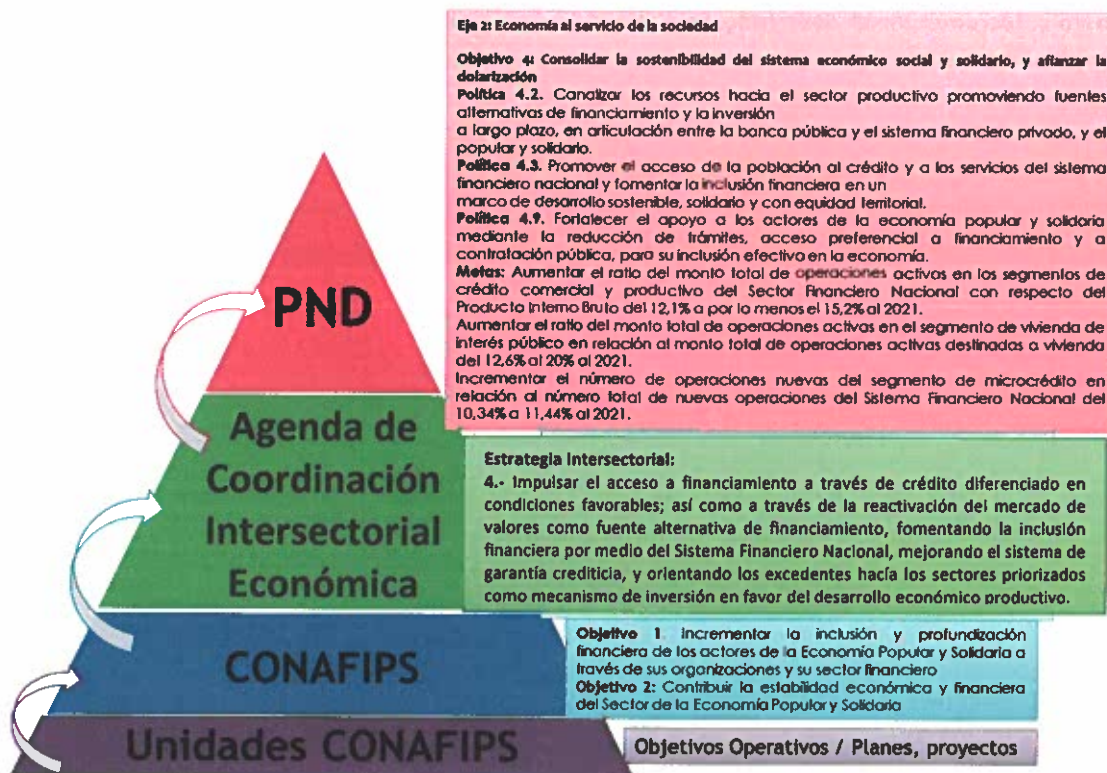 Eje 2: Economía al servicio de la sociedad
Objetivo 4: Consolidar la sostenibilidad del sistema económico social y solidario, y afianzar la
dolarización
Política 4.2. Canalizar los recursos hacia el sector productivo promoviendo fuentes
alternativas de financiamiento y la inversión
a largo plazo, en articulación entre la banca pública y el sistema financiero privado, y el
popular y solidario.
Política 4.3. Promover el acceso de la población al crédito y a los servicios del sistema
financiero nacional y fomentar la inclusión financiera en un
marco de desarrollo sostenible, solidario y con equidad territorial.
Política 4.9. Fortalecer el apoyo a los actores de la economía popular y solidaria
mediante la reducción de trámites, acceso preferencial a financiamiento y a
contratación pública, para su inclusión efectivo en la economía.
Metas: Aumentar el ratio del monto total de operaciones activas en los segmentos de
crédito comercial y productivo del Sector Financiero Nacional con respecto del
Producto Interno Bruto del 12,1% a por lo menos el 15,2% al 2021.
Aumentar el ratio del monto total de operaciones activas en el segmento de vivienda de
interés público en relación al monto total de operaciones activas destinadas a vivienda
del 12,6% al 20% al 2021.
Incrementar el número de operaciones nuevas del segmento de microcrédito en
relación al número total de nuevas operaciones del Sistema Financiero Nacional del
10,34% a 11,44% al 2021.
PND
Agenda de
Coordinación
Intersectorial
Económica
Estrategia Intersectorial:
4.- Impulsar el acceso a financiamiento a través de crédito diferenciado en
condiciones favorables; así como a través de la reactivación del mercado de
valores como fuente alternativa de financiamiento, fomentando la inclusión
financiera por medio del Sistema Financiero Nacional, mejorando el sistema de
garantía crediticia, y orientando los excedentes hacía los sectores priorizados
como mecanismo de inversión en favor del desarrollo económico productivo.
CONAFIPS
Objetivo 1. Incrementar la inclusión y profundización
financiera de los actores de la Economía Popular y Solidaria a
través de sus organizaciones y su sector financiero
Objetivo 2: Contribuir la estabilidad económica y financiera
del Sector de la Economía Popular y Solidaria
Unidades CONAFIPS
Objetivos Operativos / Planes, proyectos